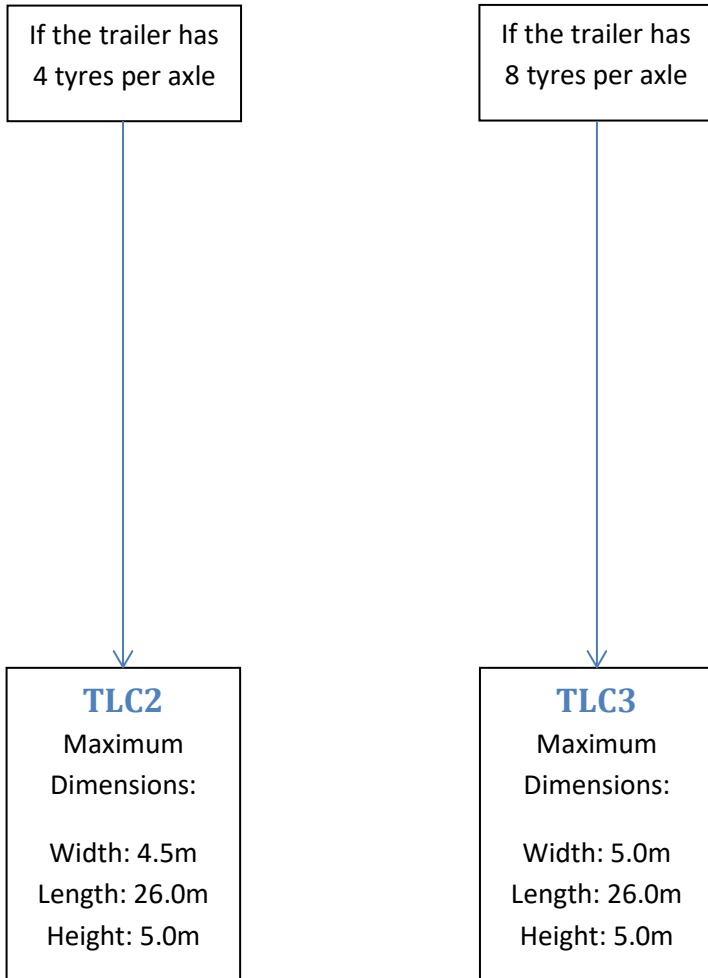 If the trailer has
4 tyres per axle
If the trailer has
8 tyres per axle
TLC2
Maximum
Dimensions:
Width: 4.5m
Length: 26.0m
Height: 5.0m
TLC3
Maximum
Dimensions:
Width: 5.0m
Length: 26.0m
Height: 5.0m